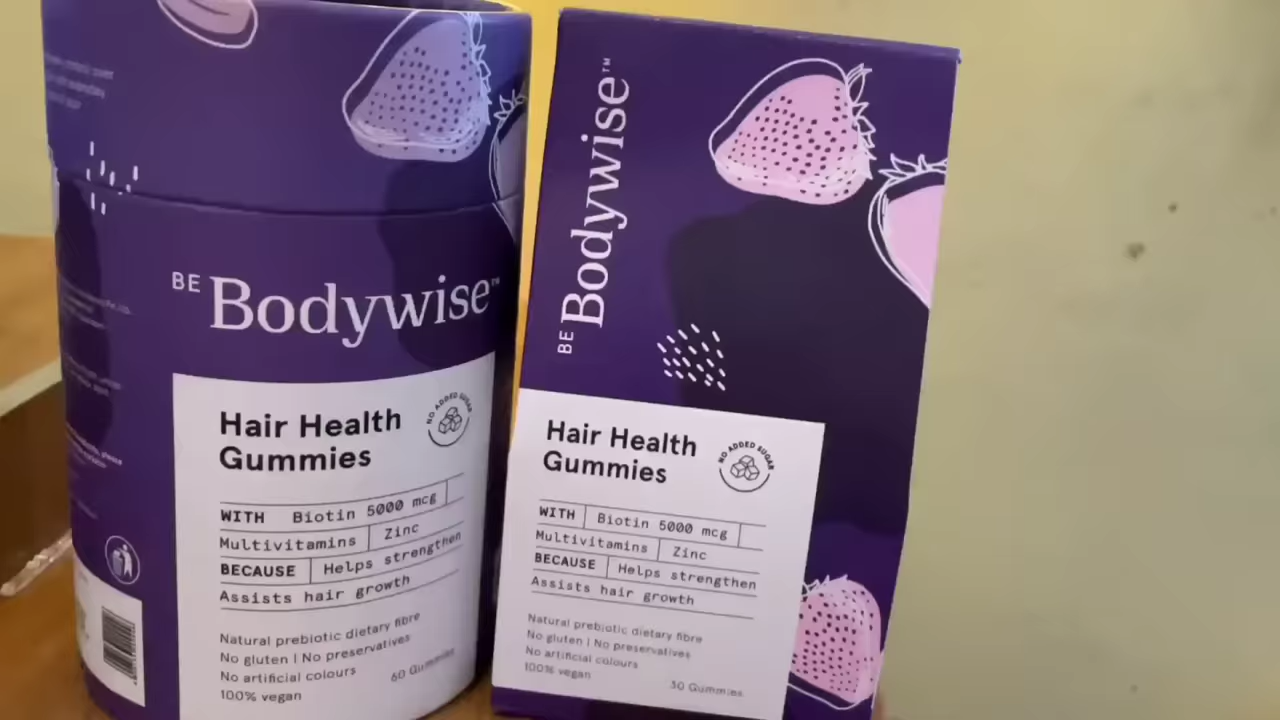 BE Bodywise™
Hair Health
Gummies
NO ADDED SUGAR
WITH Biotin 5000 mcg
Multivitamins Zinc
BECAUSE Helps strengthen
Assists hair growth
Natural prebiotic dietary fibre
No gluten | No preservatives
No artificial colours
100% vegan
60 Gummies
BE Bodywise™
Hair Health
Gummies
NO ADDED SUGAR
WITH Biotin 5000 mcg
Multivitamins Zinc
BECAUSE Helps strengthen
Assists hair growth
Natural prebiotic dietary fibre
No gluten | No preservatives
No artificial colours
100% vegan
30 Gummies